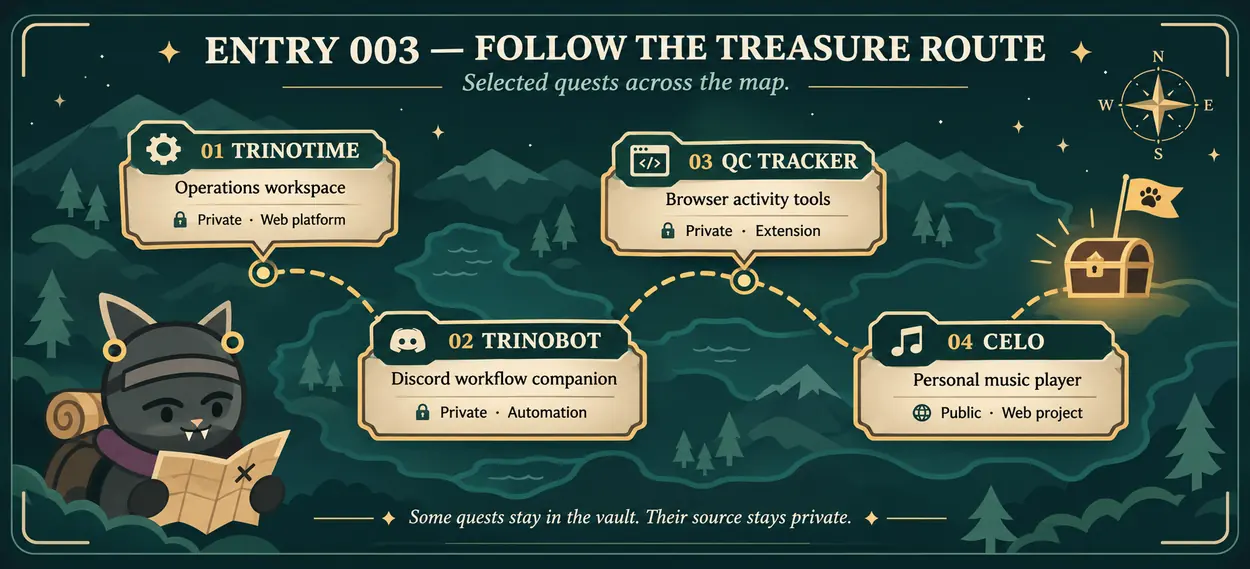 ENTRY 003 — FOLLOW THE TREASURE ROUTE
Selected quests across the map.
N
W E
S
01 TRINOTIME
Operations workspace
Private · Web platform
03 QC TRACKER
</>
Browser activity tools
Private · Extension
02 TRINOBOT
Discord workflow companion
Private · Automation
04 CELO
Personal music player
Public · Web project
Some quests stay in the vault. Their source stays private.